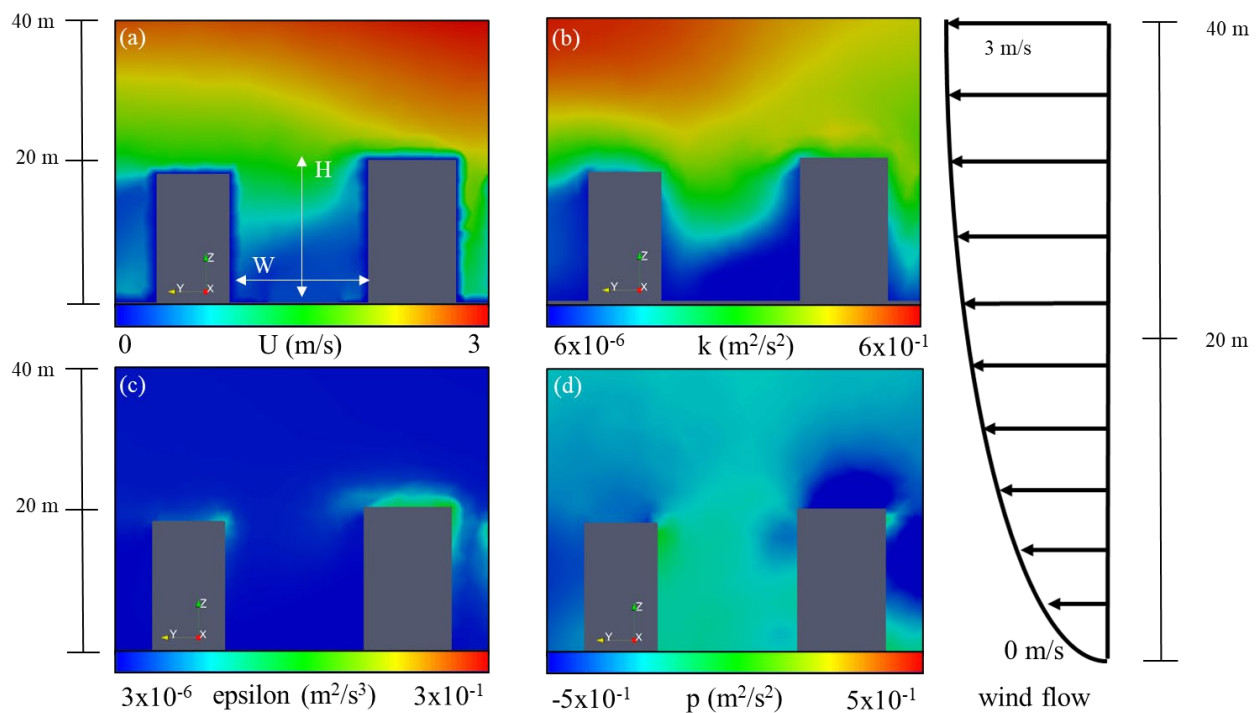 40 m
(a)
(b)
40 m
3 m/s
20 m
H
W
Z
Y
X
Z
Y
X
0
U (m/s)
3
6x10⁻⁶
k (m²/s²)
6x10⁻¹
20 m
40 m
(c)
(d)
20 m
Z
Y
X
Z
Y
X
0 m/s
3x10⁻⁶
epsilon (m²/s³)
3x10⁻¹
-5x10⁻¹
p (m²/s²)
5x10⁻¹
wind flow